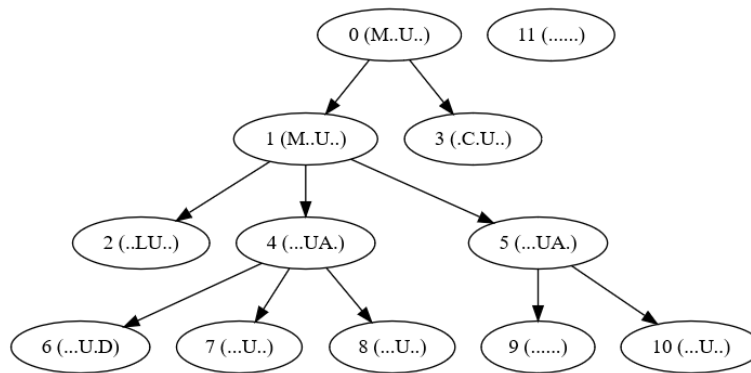 0 (M..U..)
11 (......)
1 (M..U..)
3 (.C.U..)
2 (..LU..)
4 (...UA.)
5 (...UA.)
6 (...U.D)
7 (...U..)
8 (...U..)
9 (......)
10 (...U..)